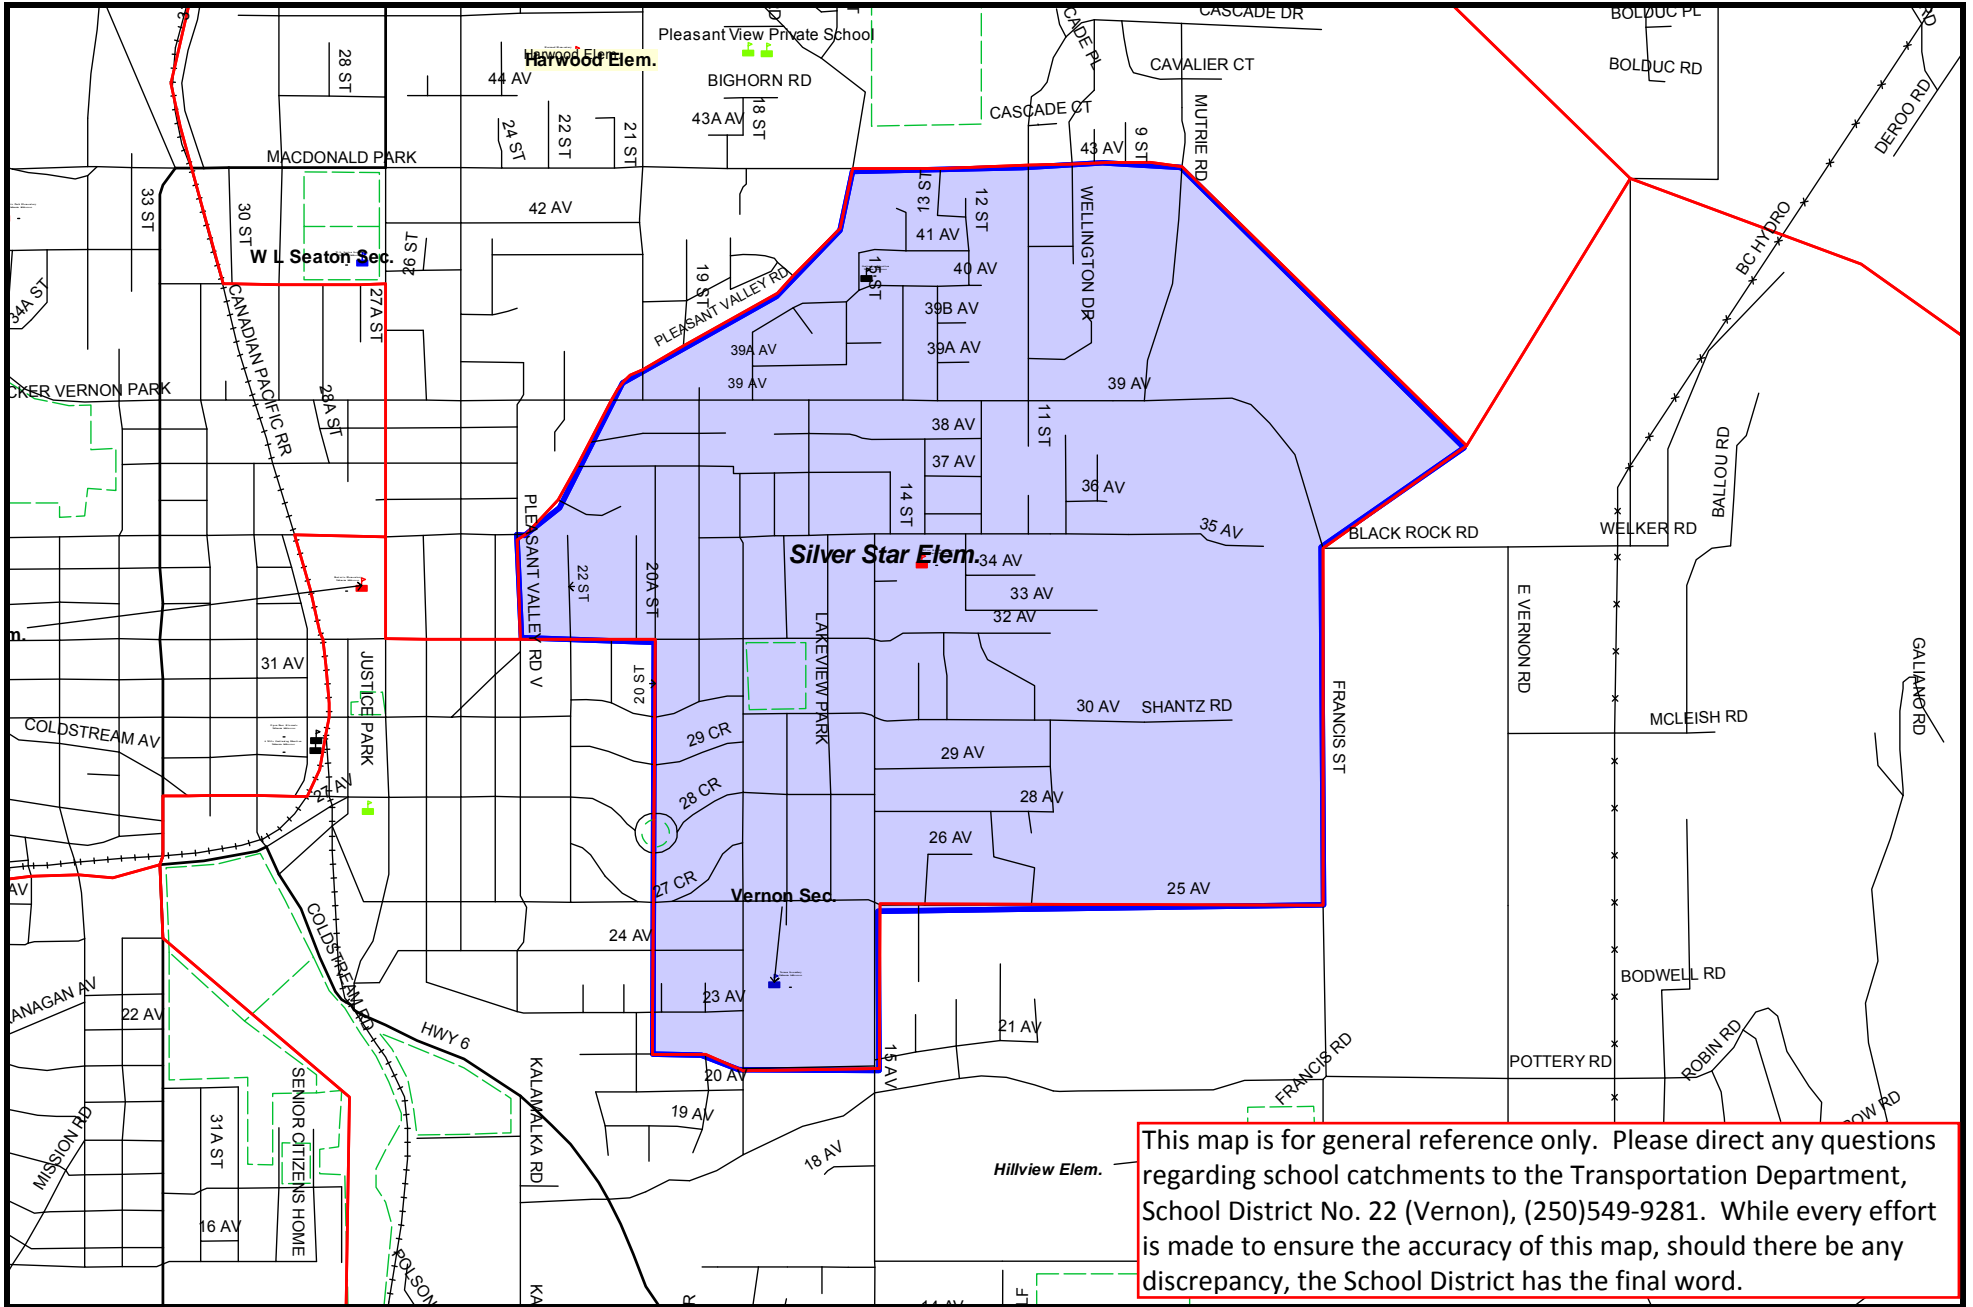 CASCADE DR
BOLDUC PL
Pleasant View Private School
Harwood Elem.
Harwood Elem.
28 ST
44 AV
BIGHORN RD
CAVALIER CT
BOLDUC RD
CASCADE CT
MUTRIE RD
DEROO RD
43A AV
18 ST
24 ST
22 ST
21 ST
43 AV
9 ST
MACDONALD PARK
33 ST
30 ST
42 AV
13 ST
12 ST
WELLINGTON DR
41 AV
40 AV
BC HYDRO
W L Seaton Sec.
26 ST
15 ST
19 ST
PLEASANT VALLEY RD
34A ST
27A ST
CANADIAN PACIFIC RR
39B AV
39A AV
39A AV
39 AV
39 AV
CKER VERNON PARK
28A ST
38 AV
11 ST
37 AV
36 AV
14 ST
BALLOU RD
35 AV
BLACK ROCK RD
WELKER RD
PLEASANT VALLEY RD V
Silver Star Elem.
34 AV
33 AV
32 AV
22 ST
20A ST
LAKEVIEW PARK
E VERNON RD
m.
31 AV
JUSTICE PARK
20 ST
GALIANO RD
FRANCIS ST
30 AV
SHANTZ RD
MCLEISH RD
COLDSTREAM AV
29 CR
29 AV
28 CR
28 AV
27 AV
26 AV
27 CR
25 AV
AV
Vernon Sec.
COLDSTREAM RD
24 AV
23 AV
BODWELL RD
ANAGAN AV
22 AV
HWY 6
21 AV
15 AV
20 AV
19 AV
18 AV
KALAMALKA RD
FRANCIS RD
POTTERY RD
ROBIN RD
OW RD
MISSION RD
31A ST
SENIOR CITIZENS HOME
16 AV
POLSON
KA
Hillview Elem.
This map is for general reference only.  Please direct any questions
regarding school catchments to the Transportation Department,
School District No. 22 (Vernon), (250)549-9281.  While every effort
is made to ensure the accuracy of this map, should there be any
discrepancy, the School District has the final word.